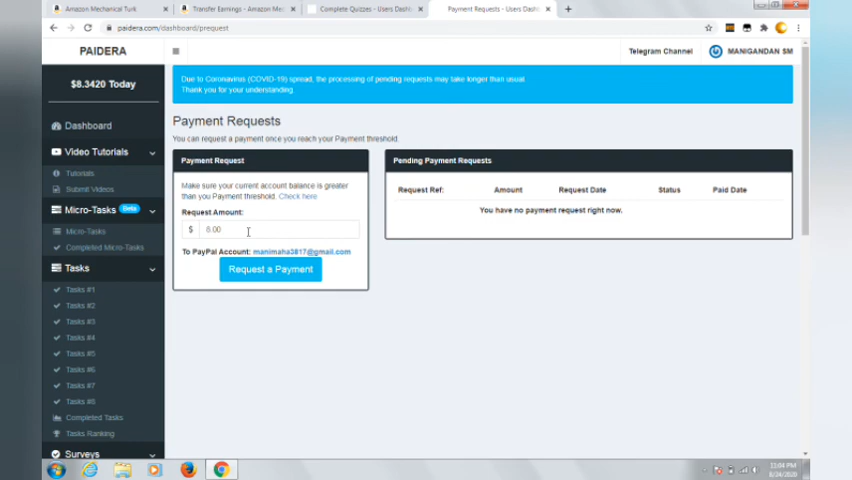 Amazon Mechanical Turk
Transfer Earnings - Amazon Mec
Complete Quizzes - Users Dashb
Payment Requests - Users Dashb
paidera.com/dashboard/prequest
PAIDERA
Telegram Channel
MANIGANDAN SM
$8.3420 Today
Dashboard
Video Tutorials
Tutorials
Submit Videos
Micro-Tasks Beta
Micro-Tasks
Completed Micro-Tasks
Tasks
Tasks #1
Tasks #2
Tasks #3
Tasks #4
Tasks #5
Tasks #6
Tasks #7
Tasks #8
Completed Tasks
Tasks Ranking
Surveys
Due to Coronavirus (COVID-19) spread, the processing of pending requests may take longer than usual.
Thank you for your understanding.
Payment Requests
You can request a payment once you reach your Payment threshold.
Payment Request
Make sure your current account balance is greater
than you Payment threshold. Check here
Request Amount:
$ 8.00
To PayPal Account: manimaha3817@gmail.com
Request a Payment
Pending Payment Requests
Request Ref: Amount Request Date Status Paid Date
You have no payment request right now.
11:04 PM
8/24/2020